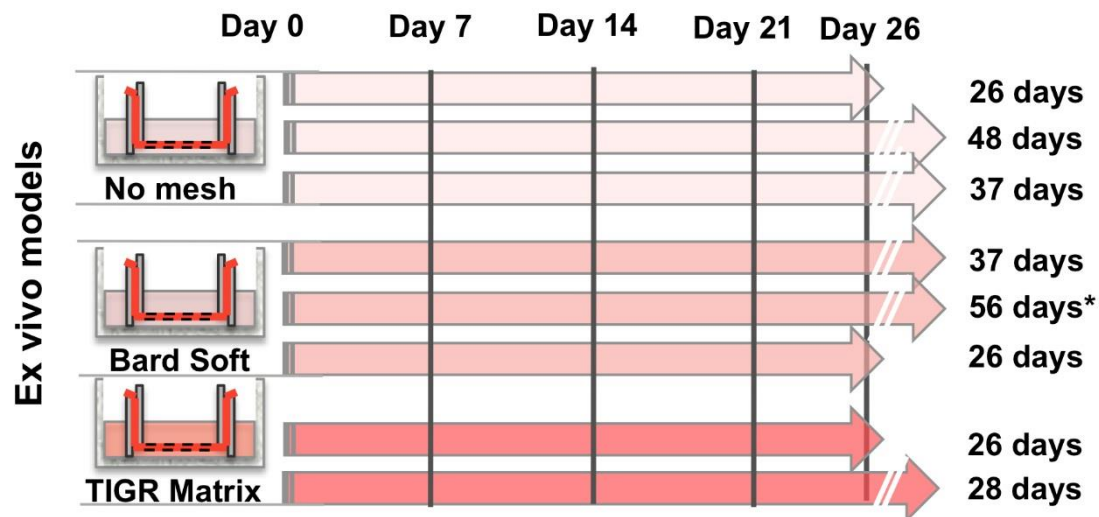 Day 0 Day 7 Day 14 Day 21 Day 26
Ex vivo models
No mesh
26 days
48 days
37 days
Bard Soft
37 days
56 days*
26 days
TIGR Matrix
26 days
28 days